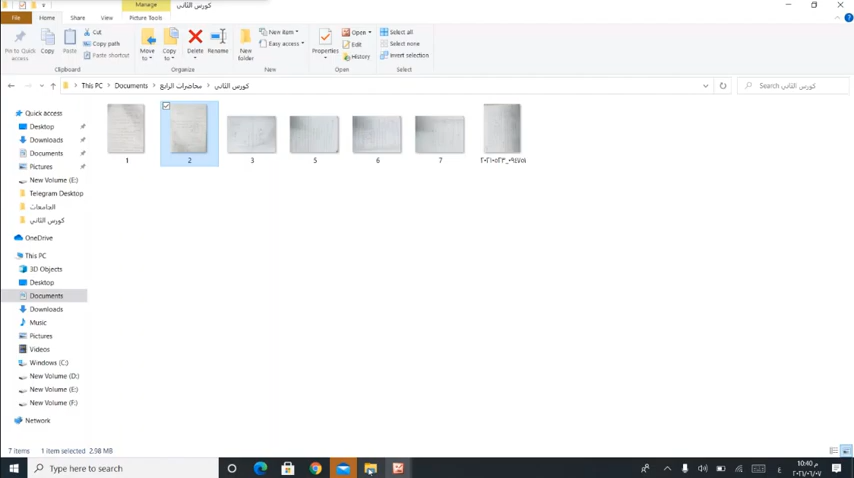 Manage
كورس الثاني
File
Home
Share
View
Picture Tools
Pin to Quick access
Copy
Paste
Cut
Copy path
Paste shortcut
Clipboard
Move to
Copy to
Delete
Rename
Organize
New folder
New item
Easy access
New
Properties
Open
Edit
History
Open
Select all
Select none
Invert selection
Select
This PC
Documents
محاضرات الرابع
كورس الثاني
Search كورس الثاني
Quick access
Desktop
Downloads
Documents
Pictures
New Volume (E:)
Telegram Desktop
الجامعات
كورس الثاني
OneDrive
This PC
3D Objects
Desktop
Documents
Downloads
Music
Pictures
Videos
Windows (C:)
New Volume (D:)
New Volume (E:)
New Volume (F:)
Network
1
2
3
5
6
7
7 items
1 item selected
2.98 MB
Type here to search
ع
10:40 م
٢٠٢١/٠٦/٠٧